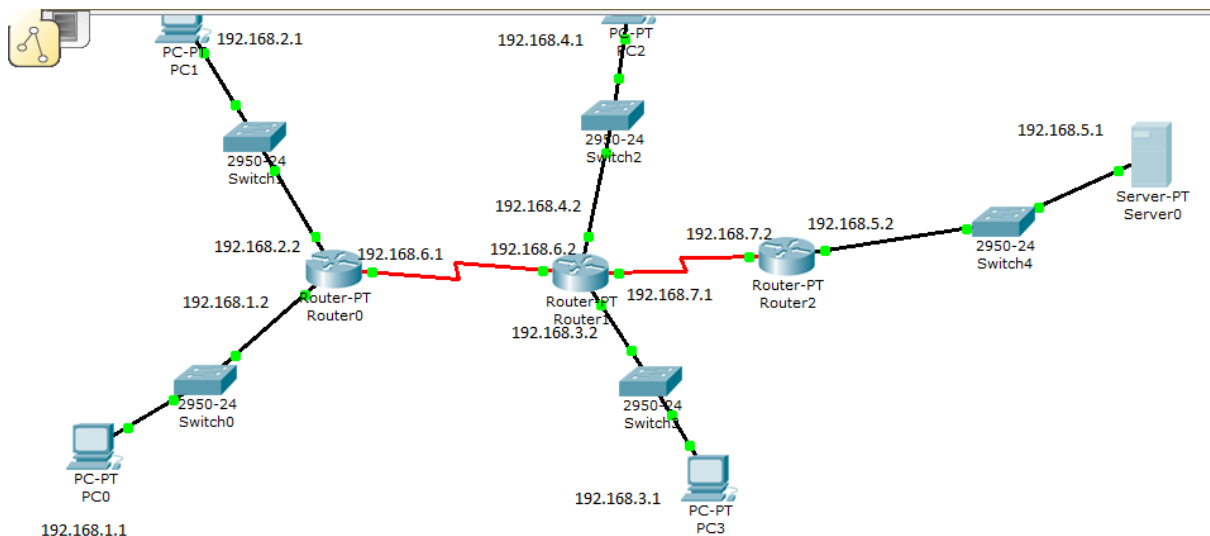 192.168.2.1
PC-PT
PC1
192.168.4.1
PC-PT
PC2
2950-24
Switch1
2950-24
Switch2
192.168.5.1
Server-PT
Server0
192.168.4.2
192.168.2.2
192.168.6.1
192.168.6.2
192.168.7.2
192.168.5.2
2950-24
Switch4
Router-PT
Router0
Router-PT
Router1
Router-PT
Router2
192.168.7.1
192.168.1.2
192.168.3.2
2950-24
Switch0
2950-24
Switch3
PC-PT
PC0
192.168.3.1
PC-PT
PC3
192.168.1.1